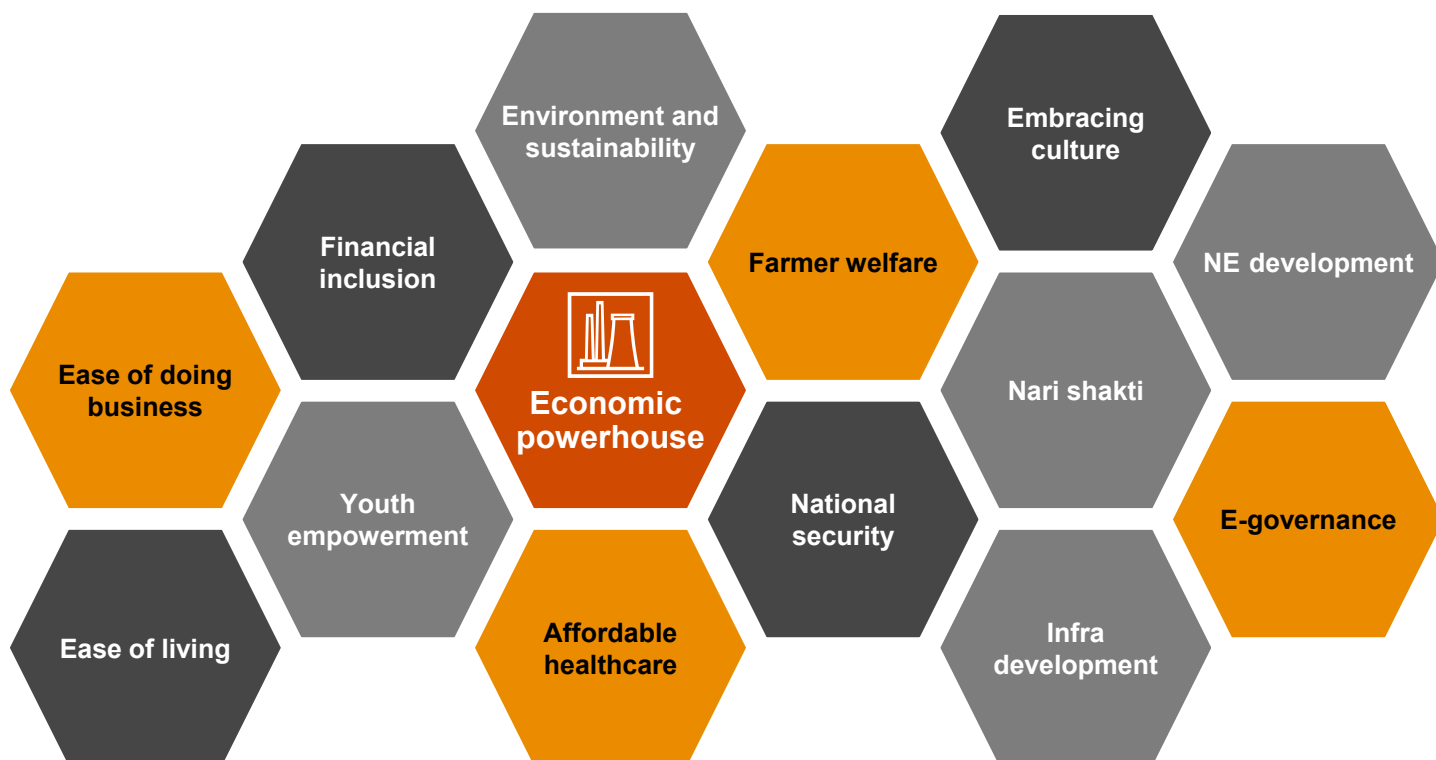 Environment and
sustainability
Embracing
culture
Financial
inclusion
Farmer welfare
NE development
Ease of doing
business
Economic
powerhouse
Nari shakti
Youth
empowerment
National
security
E-governance
Ease of living
Affordable
healthcare
Infra
development